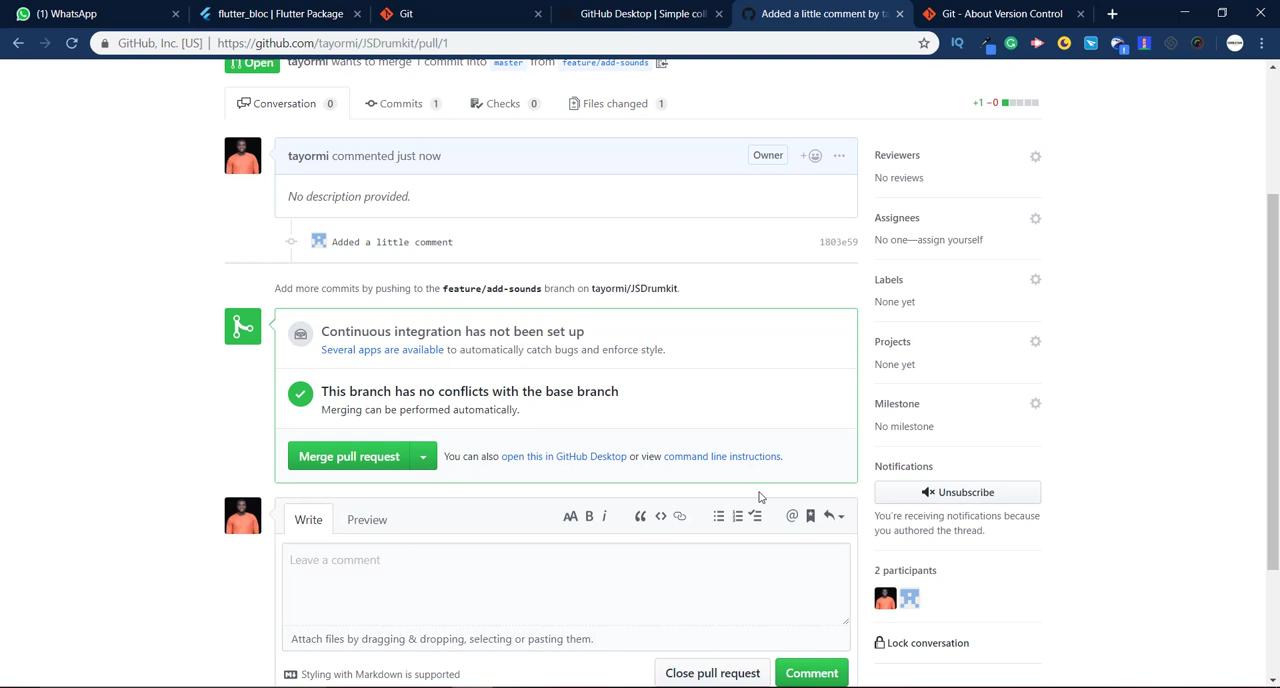 (1) WhatsApp
flutter_bloc | Flutter Package
Git
GitHub Desktop | Simple coll
Added a little comment by ta
Git - About Version Control
GitHub, Inc. [US] | https://github.com/tayormi/JSDrumkit/pull/1
Open
tayormi wants to merge 1 commit into master from feature/add-sounds
Conversation 0
Commits 1
Checks 0
Files changed 1
+1 −0
tayormi commented just now
Owner
No description provided.
Added a little comment
1803e59
Add more commits by pushing to the feature/add-sounds branch on tayormi/JSDrumkit.
Continuous integration has not been set up
Several apps are available to automatically catch bugs and enforce style.
This branch has no conflicts with the base branch
Merging can be performed automatically.
Merge pull request
You can also open this in GitHub Desktop or view command line instructions.
Write
Preview
Leave a comment
Attach files by dragging & dropping, selecting or pasting them.
Styling with Markdown is supported
Close pull request
Comment
Reviewers
No reviews
Assignees
No one—assign yourself
Labels
None yet
Projects
None yet
Milestone
No milestone
Notifications
Unsubscribe
You're receiving notifications because
you authored the thread.
2 participants
Lock conversation